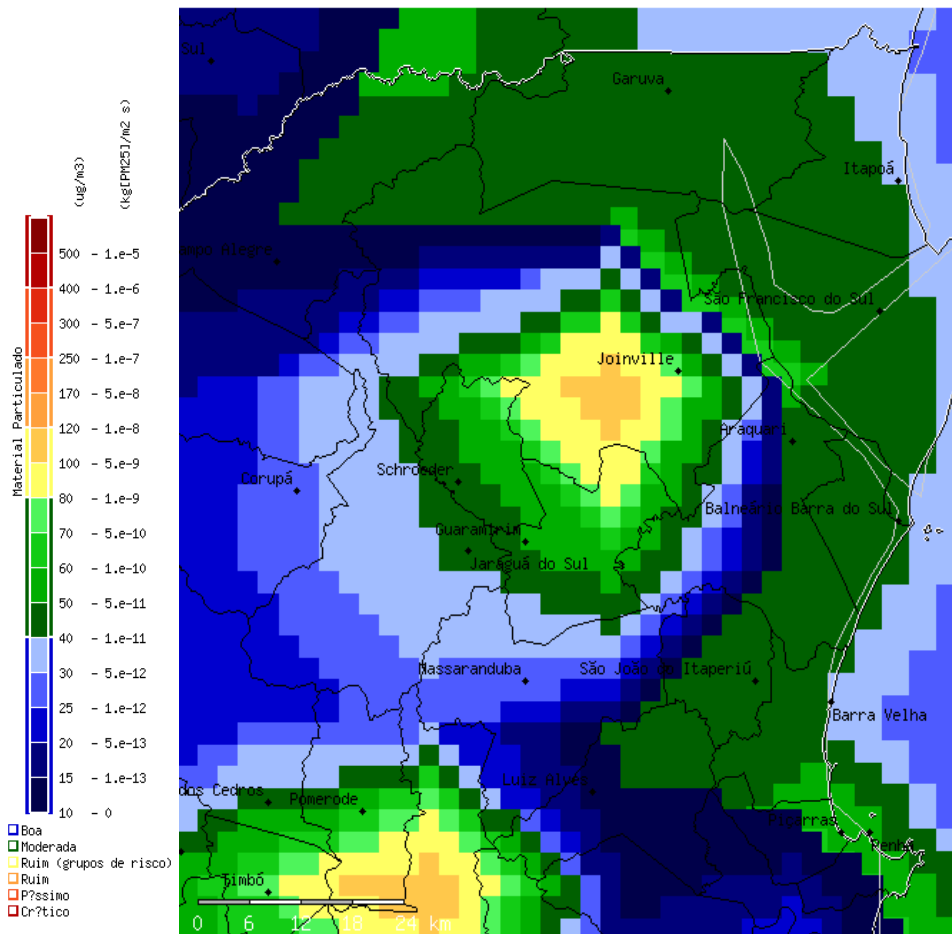 Material Particulado
(ug/m3)
(kg[PM25]/m2 s)
500 - 1.e-5
400 - 1.e-6
300 - 5.e-7
250 - 1.e-7
170 - 5.e-8
120 - 1.e-8
100 - 5.e-9
80 - 1.e-9
70 - 5.e-10
60 - 1.e-10
50 - 5.e-11
40 - 1.e-11
30 - 5.e-12
25 - 1.e-12
20 - 5.e-13
15 - 1.e-13
10 - 0
Boa
Moderada
Ruim (grupos de risco)
Ruim
P?ssimo
Cr?tico
Sul
Garuva
Itapoá
ampo Alegre
São Francisco do Sul
Joinville
Araquari
Schroeder
Corupá
Balneário Barra do Sul
Guaramirim
Jaraguá do Sul
Massaranduba
São João do Itaperiú
Barra Velha
Luiz Alves
dos Cedros
Pomerode
Piçarras
Penha
Timbó
0 6 12 18 24 km